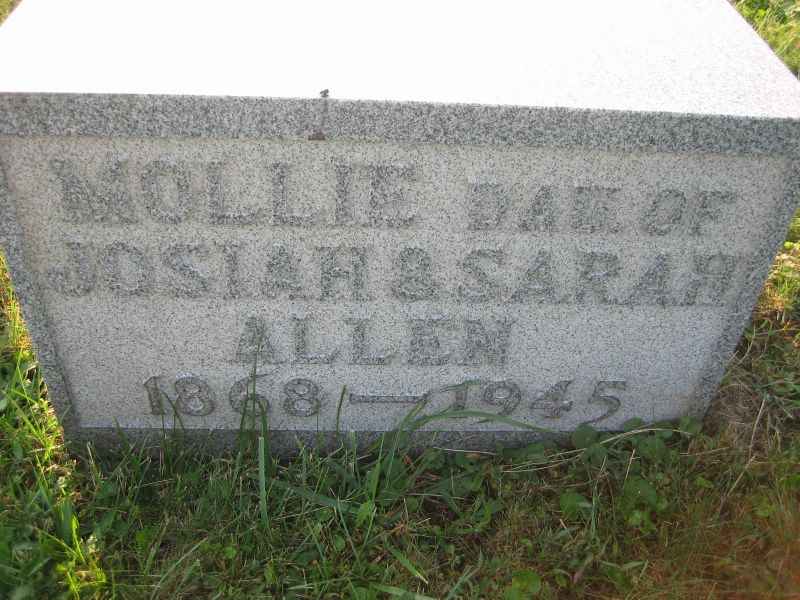 MOLLIE DAU. OF
JOSIAH & SARAH
ALLEN
1868 — 1945